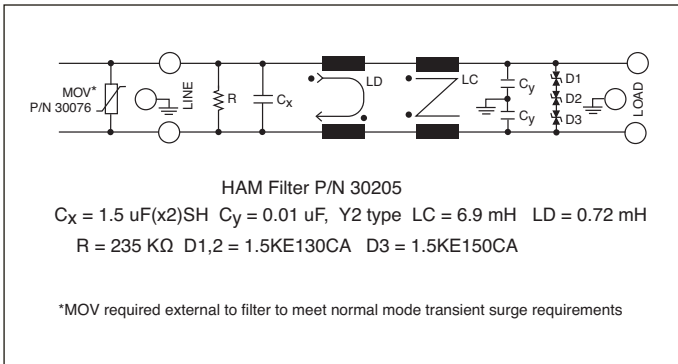 MOV*
P/N 30076
LINE
R
Cx
LD
LC
Cy
Cy
D1
D2
D3
LOAD
HAM Filter P/N 30205
Cx = 1.5 uF(x2)SH Cy = 0.01 uF, Y2 type LC = 6.9 mH LD = 0.72 mH
R = 235 KΩ D1,2 = 1.5KE130CA D3 = 1.5KE150CA
*MOV required external to filter to meet normal mode transient surge requirements